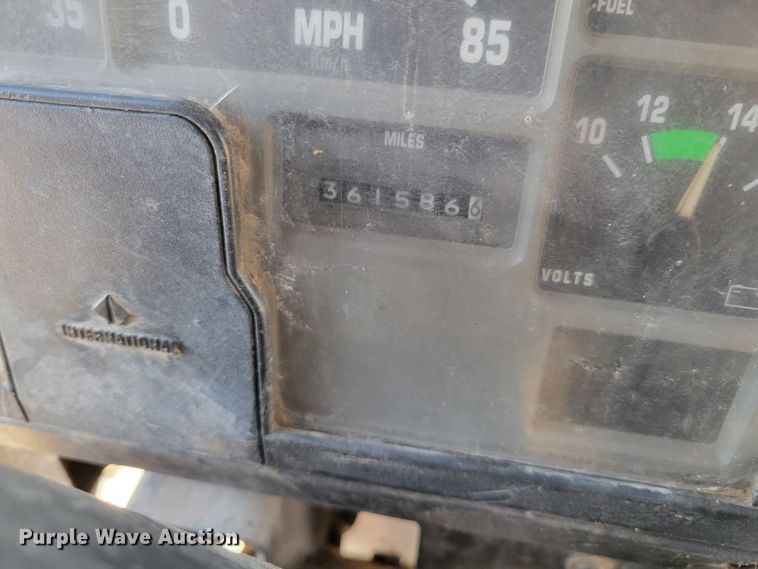 FUEL
35
0
MPH
85
Km/h
MILES
3615866
10
12
14
VOLTS
INTERNATIONAL
Purple Wave Auction